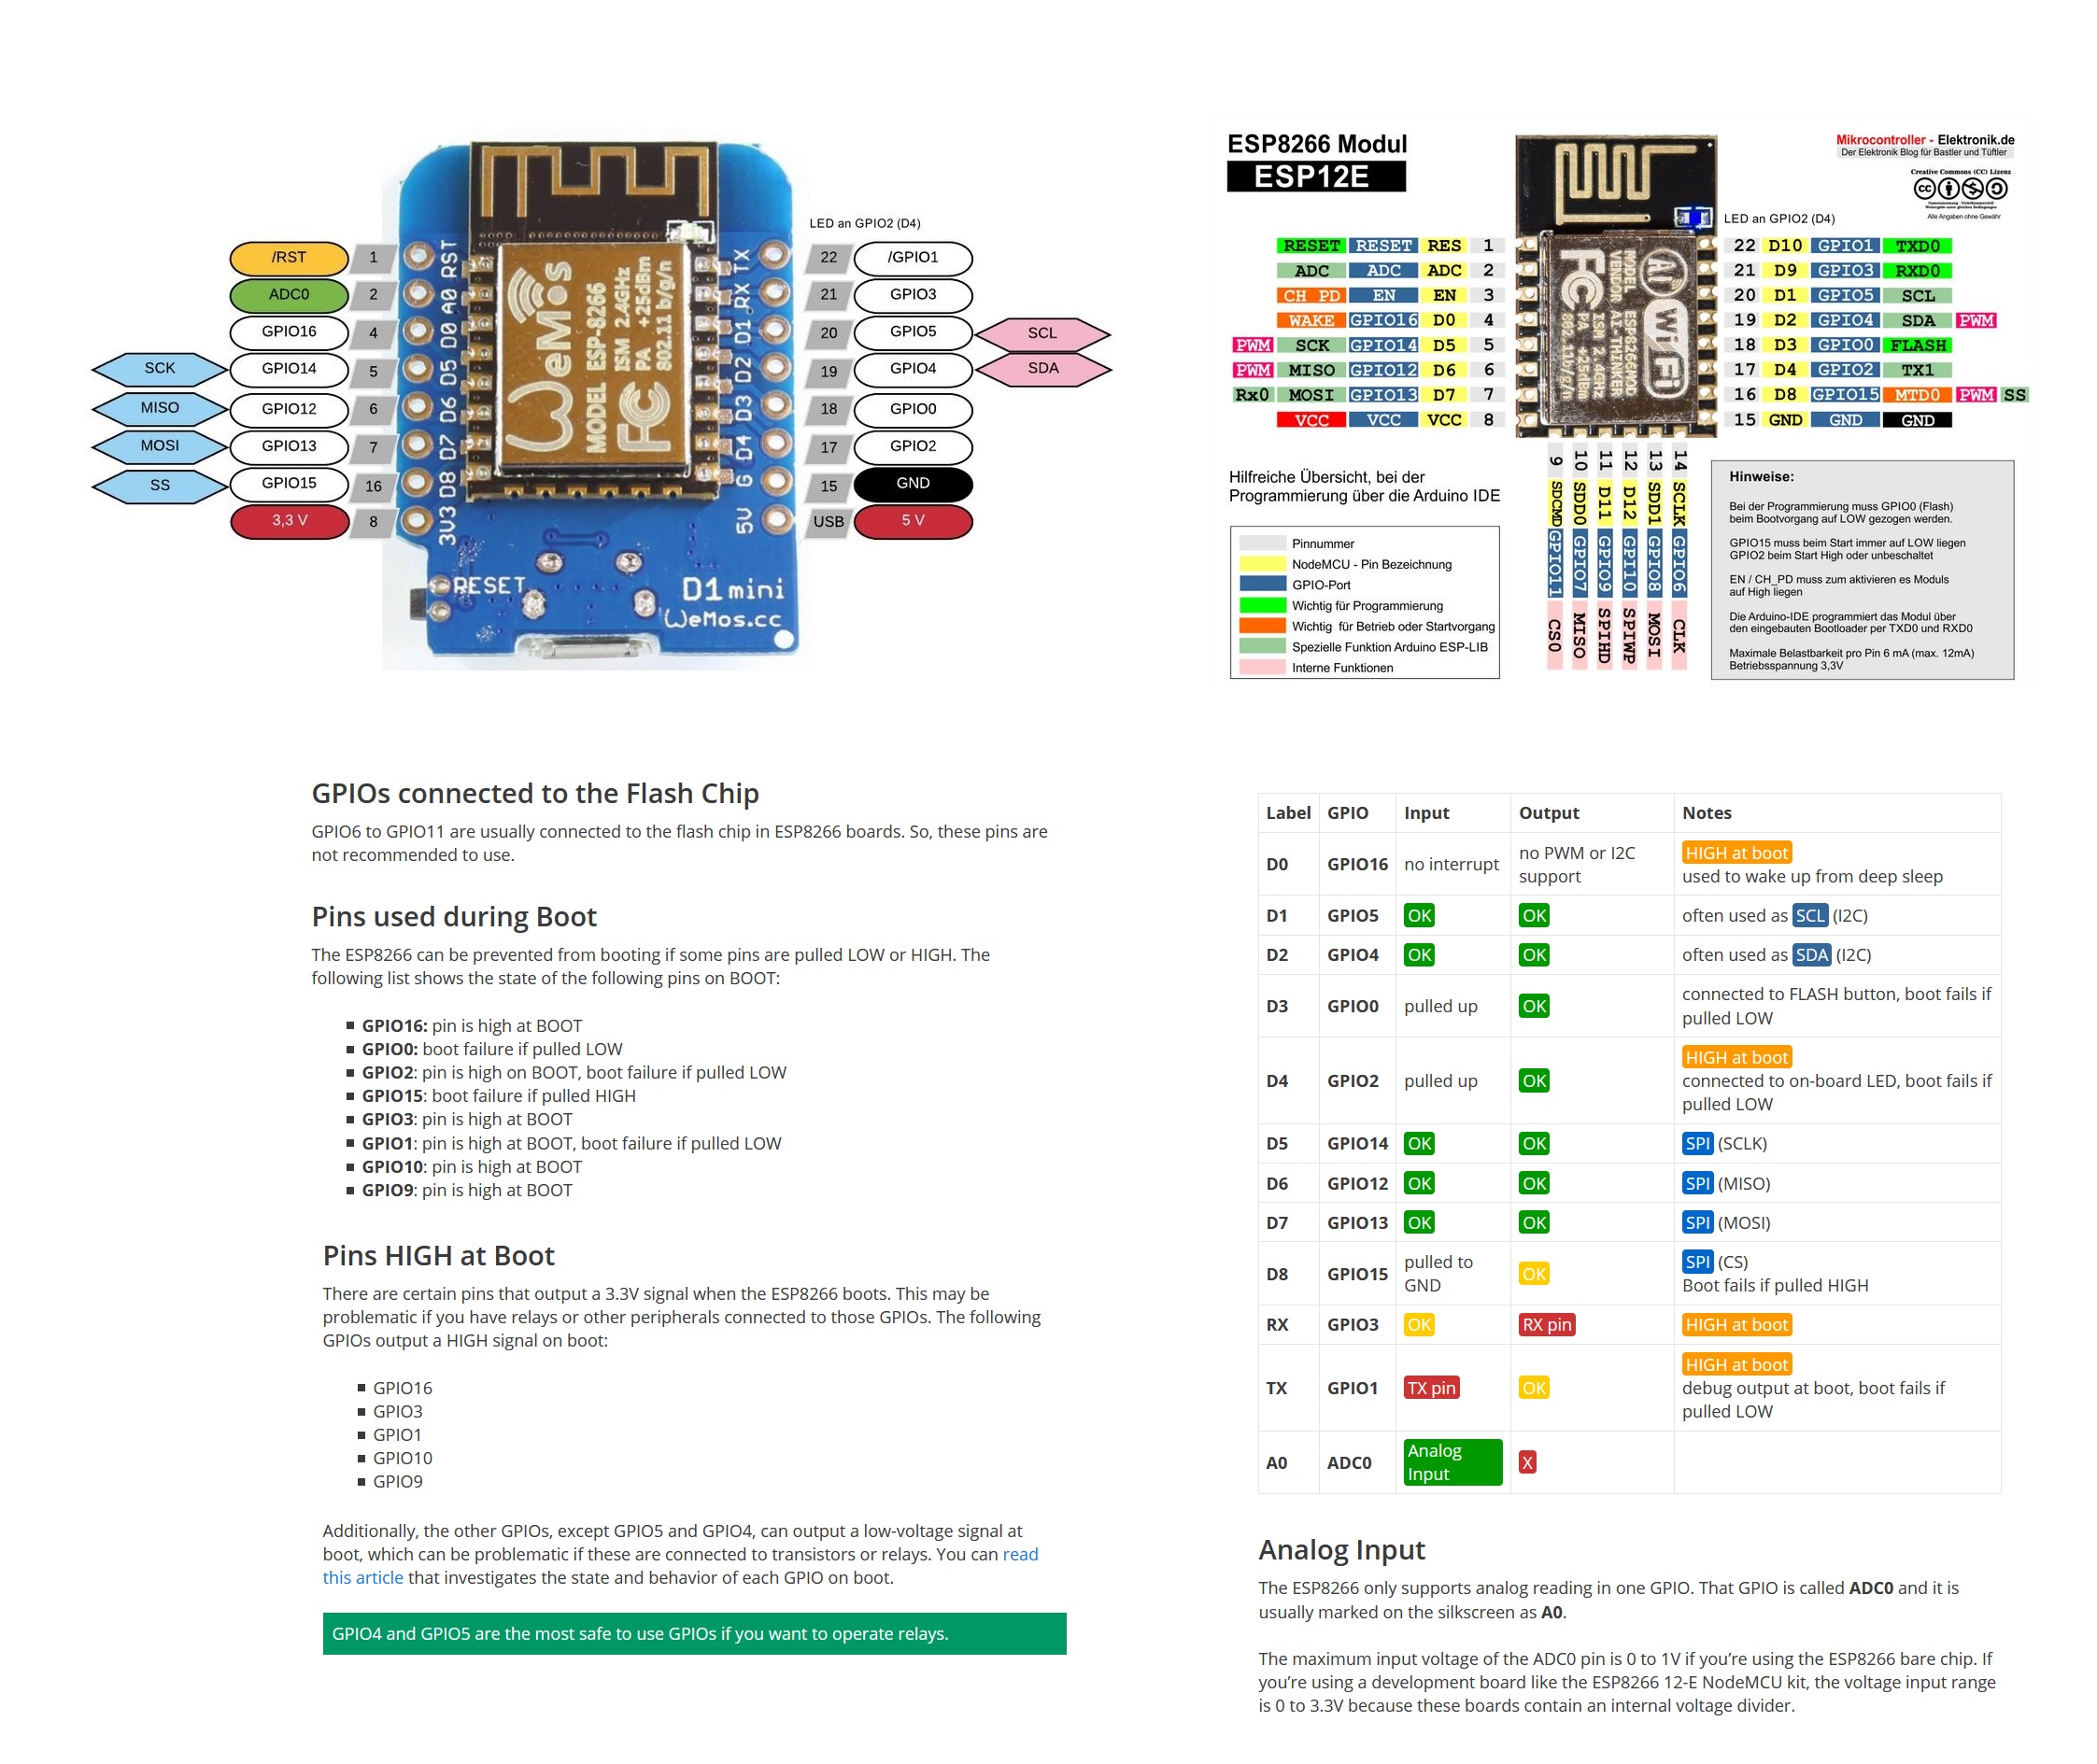 LED an GPIO2 (D4)
/RST 1 RST TX 22 /GPIO1
ADC0 2 A0 RX 21 GPIO3
GPIO16 4 D0 D1 20 GPIO5 SCL
SCK GPIO14 5 D5 D2 19 GPIO4 SDA
MISO GPIO12 6 D6 D3 18 GPIO0
MOSI GPIO13 7 D7 D4 17 GPIO2
SS GPIO15 16 D8 G 15 GND
3,3 V 8 3V3 5V USB 5 V
WeMos
MODEL ESP-8266
ISM 2.4GHz
PA +25dBm
802.11 b/g/n
FC
RESET
D1 mini
WeMos.cc
ESP8266 Modul
ESP12E
Mikrocontroller - Elektronik.de
Der Elektronik Blog für Bastler und Tüftler
Creative Commons (CC) Lizenz
Alle Angaben ohne Gewähr
LED an GPIO2 (D4)
RESET RESET RES 1 22 D10 GPIO1 TXD0
ADC ADC ADC 2 21 D9 GPIO3 RXD0
CH PD EN EN 3 20 D1 GPIO5 SCL
WAKE GPIO16 D0 4 19 D2 GPIO4 SDA PWM
PWM SCK GPIO14 D5 5 18 D3 GPIO0 FLASH
PWM MISO GPIO12 D6 6 17 D4 GPIO2 TX1
Rx0 MOSI GPIO13 D7 7 16 D8 GPIO15 MTD0 PWM SS
VCC VCC VCC 8 15 GND GND GND
WiFi
AI
FC
9 SDCMD GPIO11 CS0
10 SDD0 GPIO7 MISO
11 D11 GPIO9 SPIHD
12 D12 GPI10 SPIWP
13 SDD1 GPIO8 MOSI
14 SCLK GPIO6 CLK
Hilfreiche Übersicht, bei der
Programmierung über die Arduino IDE
Pinnummer
NodeMCU - Pin Bezeichnung
GPIO-Port
Wichtig für Programmierung
Wichtig für Betrieb oder Startvorgang
Spezielle Funktion Arduino ESP-LIB
Interne Funktionen
Hinweise:
Bei der Programmierung muss GPIO0 (Flash)
beim Bootvorgang auf LOW gezogen werden.
GPIO15 muss beim Start immer auf LOW liegen
GPIO2 beim Start High oder unbeschaltet
EN / CH_PD muss zum aktivieren es Moduls
auf High liegen
Die Arduino-IDE programmiert das Modul über
den eingebauten Bootloader per TXD0 und RXD0
Maximale Belastbarkeit pro Pin 6 mA (max. 12mA)
Betriebsspannung 3,3V
GPIOs connected to the Flash Chip
GPIO6 to GPIO11 are usually connected to the flash chip in ESP8266 boards. So, these pins are
not recommended to use.
Pins used during Boot
The ESP8266 can be prevented from booting if some pins are pulled LOW or HIGH. The
following list shows the state of the following pins on BOOT:
GPIO16: pin is high at BOOT
GPIO0: boot failure if pulled LOW
GPIO2: pin is high on BOOT, boot failure if pulled LOW
GPIO15: boot failure if pulled HIGH
GPIO3: pin is high at BOOT
GPIO1: pin is high at BOOT, boot failure if pulled LOW
GPIO10: pin is high at BOOT
GPIO9: pin is high at BOOT
Pins HIGH at Boot
There are certain pins that output a 3.3V signal when the ESP8266 boots. This may be
problematic if you have relays or other peripherals connected to those GPIOs. The following
GPIOs output a HIGH signal on boot:
GPIO16
GPIO3
GPIO1
GPIO10
GPIO9
Additionally, the other GPIOs, except GPIO5 and GPIO4, can output a low-voltage signal at
boot, which can be problematic if these are connected to transistors or relays. You can read
this article that investigates the state and behavior of each GPIO on boot.
GPIO4 and GPIO5 are the most safe to use GPIOs if you want to operate relays.
Label GPIO Input Output Notes
D0 GPIO16 no interrupt no PWM or I2C support HIGH at boot used to wake up from deep sleep
D1 GPIO5 OK OK often used as SCL (I2C)
D2 GPIO4 OK OK often used as SDA (I2C)
D3 GPIO0 pulled up OK connected to FLASH button, boot fails if pulled LOW
D4 GPIO2 pulled up OK HIGH at boot connected to on-board LED, boot fails if pulled LOW
D5 GPIO14 OK OK SPI (SCLK)
D6 GPIO12 OK OK SPI (MISO)
D7 GPIO13 OK OK SPI (MOSI)
D8 GPIO15 pulled to GND OK SPI (CS) Boot fails if pulled HIGH
RX GPIO3 OK RX pin HIGH at boot
TX GPIO1 TX pin OK HIGH at boot debug output at boot, boot fails if pulled LOW
A0 ADC0 Analog Input X
Analog Input
The ESP8266 only supports analog reading in one GPIO. That GPIO is called ADC0 and it is
usually marked on the silkscreen as A0.
The maximum input voltage of the ADC0 pin is 0 to 1V if you’re using the ESP8266 bare chip. If
you’re using a development board like the ESP8266 12-E NodeMCU kit, the voltage input range
is 0 to 3.3V because these boards contain an internal voltage divider.